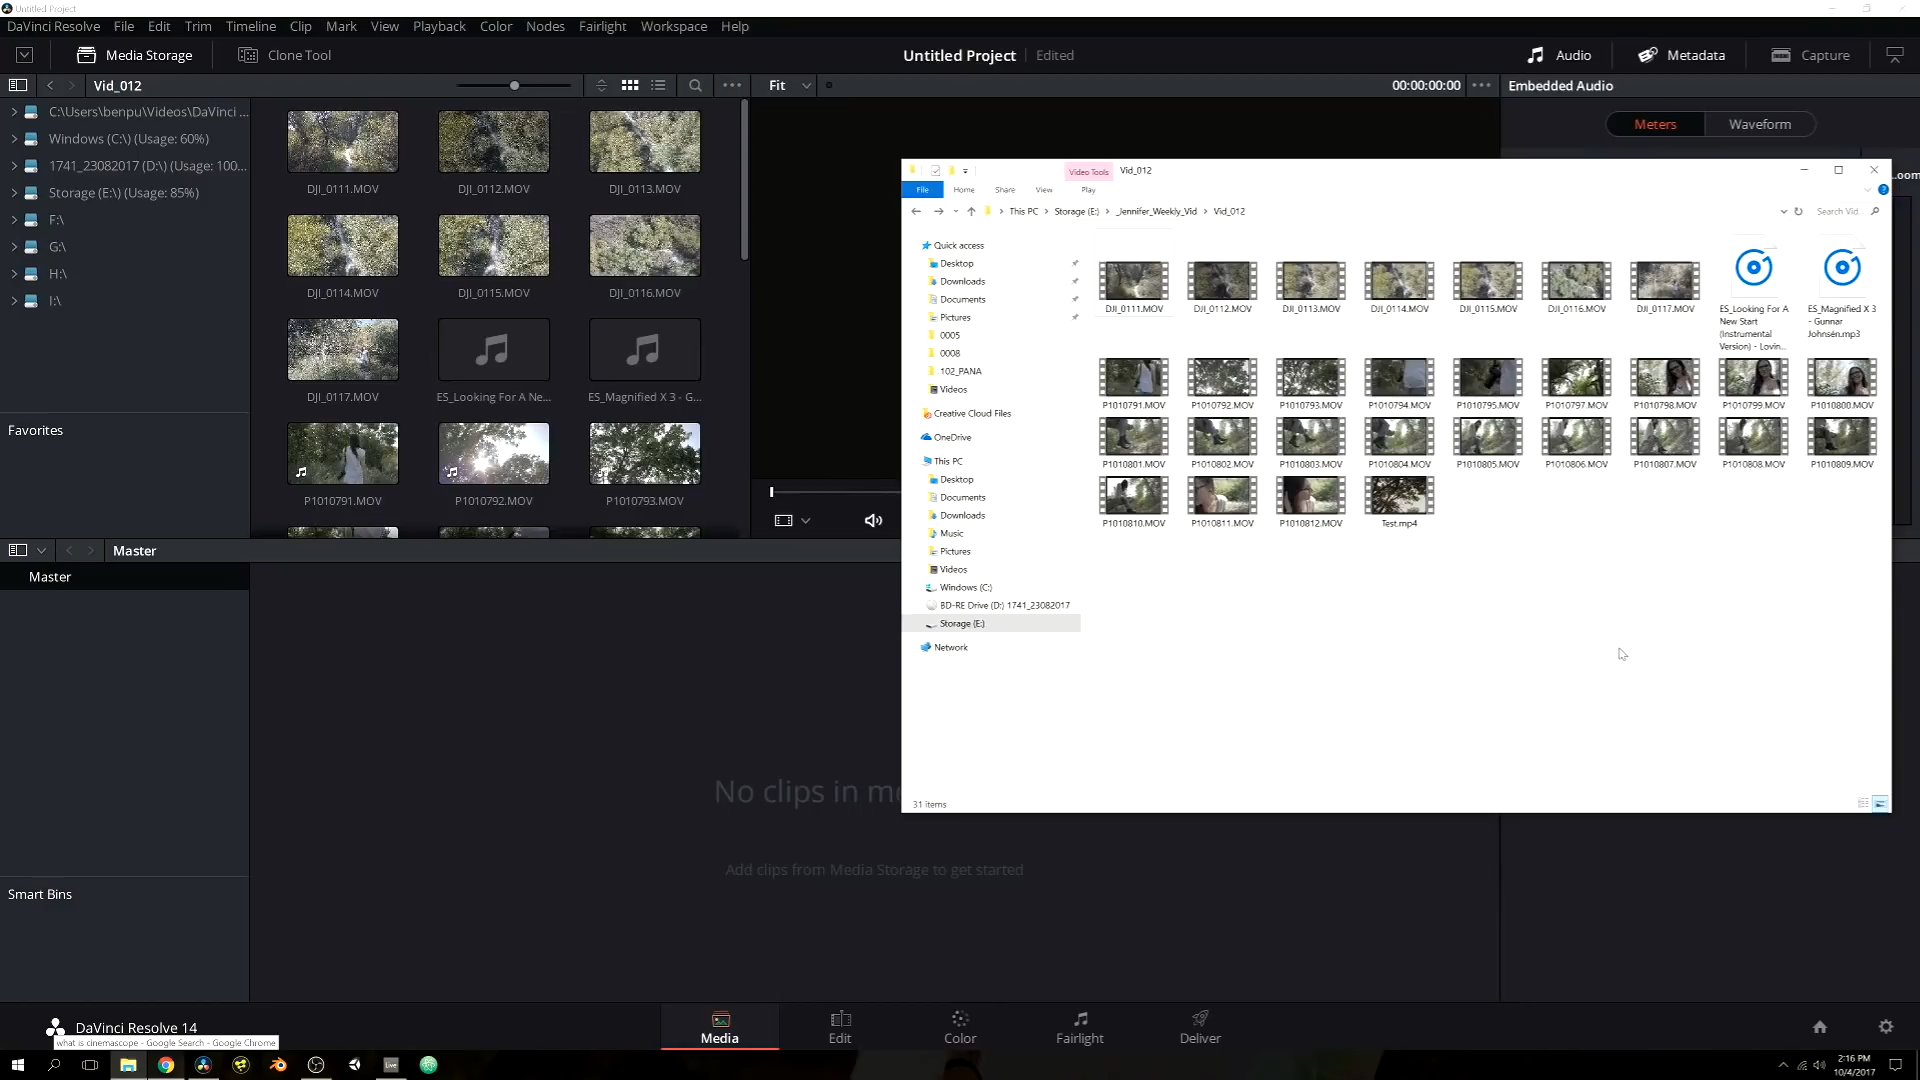 Untitled Project
DaVinci Resolve File Edit Trim Timeline Clip Mark View Playback Color Nodes Fairlight Workspace Help
Media Storage Clone Tool Untitled Project Edited Audio Metadata Capture
Vid_012 Fit 00:00:00:00 Embedded Audio
Meters Waveform
C:\Users\benpu\Videos\DaVinci ...
Windows (C:\) (Usage: 60%)
1741_23082017 (D:\) (Usage: 100...
Storage (E:\) (Usage: 85%)
F:\
G:\
H:\
I:\
Favorites
DJI_0111.MOV DJI_0112.MOV DJI_0113.MOV
DJI_0114.MOV DJI_0115.MOV DJI_0116.MOV
DJI_0117.MOV ES_Looking For A Ne... ES_Magnified X 3 - G...
P1010791.MOV P1010792.MOV P1010793.MOV
Video Tools Vid_012
File Home Share View Play
This PC Storage (E:) _Jennifer_Weekly_Vid Vid_012 Search Vid...
Quick access
Desktop
Downloads
Documents
Pictures
0005
0008
102_PANA
Videos
Creative Cloud Files
OneDrive
This PC
Desktop
Documents
Downloads
Music
Pictures
Videos
Windows (C:)
BD-RE Drive (D:) 1741_23082017
Storage (E:)
Network
DJI_0111.MOV DJI_0112.MOV DJI_0113.MOV DJI_0114.MOV DJI_0115.MOV DJI_0116.MOV DJI_0117.MOV
ES_Looking For A
New Start
(Instrumental
Version) - Lovin...
ES_Magnified X 3
- Gunnar
Johnsén.mp3
P1010791.MOV P1010792.MOV P1010793.MOV P1010794.MOV P1010795.MOV P1010797.MOV P1010798.MOV P1010799.MOV P1010800.MOV
P1010801.MOV P1010802.MOV P1010803.MOV P1010804.MOV P1010805.MOV P1010806.MOV P1010807.MOV P1010808.MOV P1010809.MOV
P1010810.MOV P1010811.MOV P1010812.MOV Test.mp4
31 items
...oom
Master
Master
No clips in me
Add clips from Media Storage to get started
Smart Bins
DaVinci Resolve 14
what is cinemascope - Google Search - Google Chrome
Media Edit Color Fairlight Deliver
Live
2:16 PM
10/4/2017